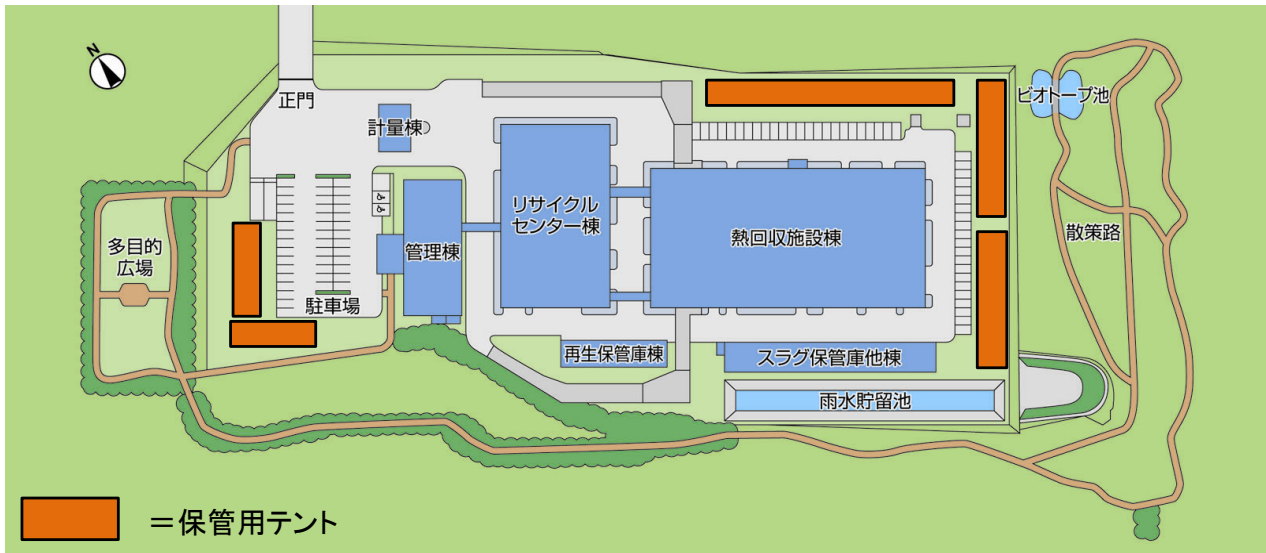 N
正門
計量棟
ビオトープ池
リサイクル
センター棟
熱回収施設棟
管理棟
散策路
多目的
広場
駐車場
再生保管庫棟
スラグ保管庫他棟
雨水貯留池
=保管用テント